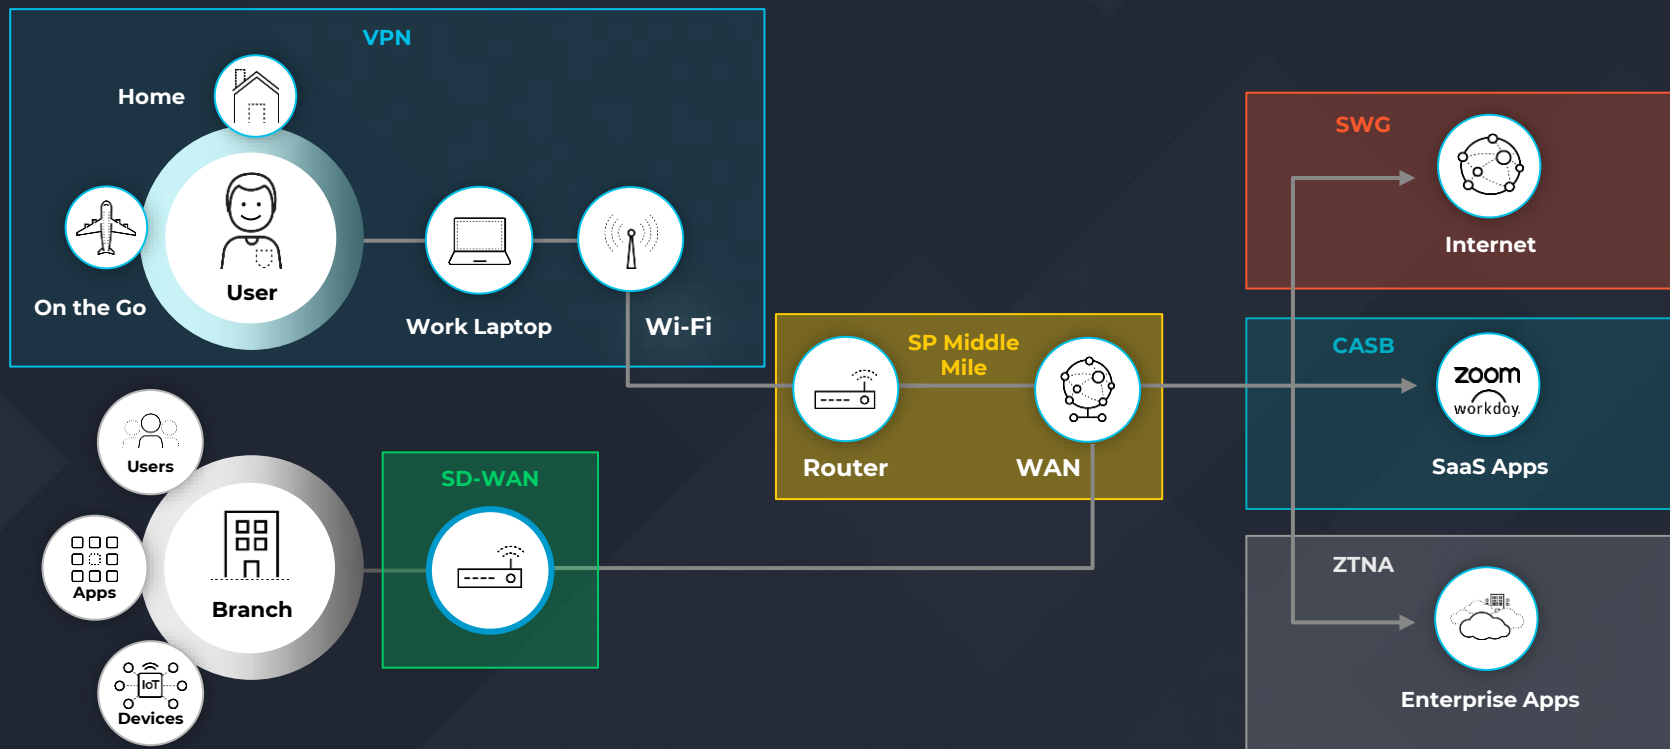 VPN
Home
On the Go
User
Work Laptop
Wi-Fi
Users
Apps
IoT
Devices
Branch
SD-WAN
SP Middle
Mile
Router
WAN
SWG
Internet
CASB
zoom
workday.
SaaS Apps
ZTNA
Enterprise Apps